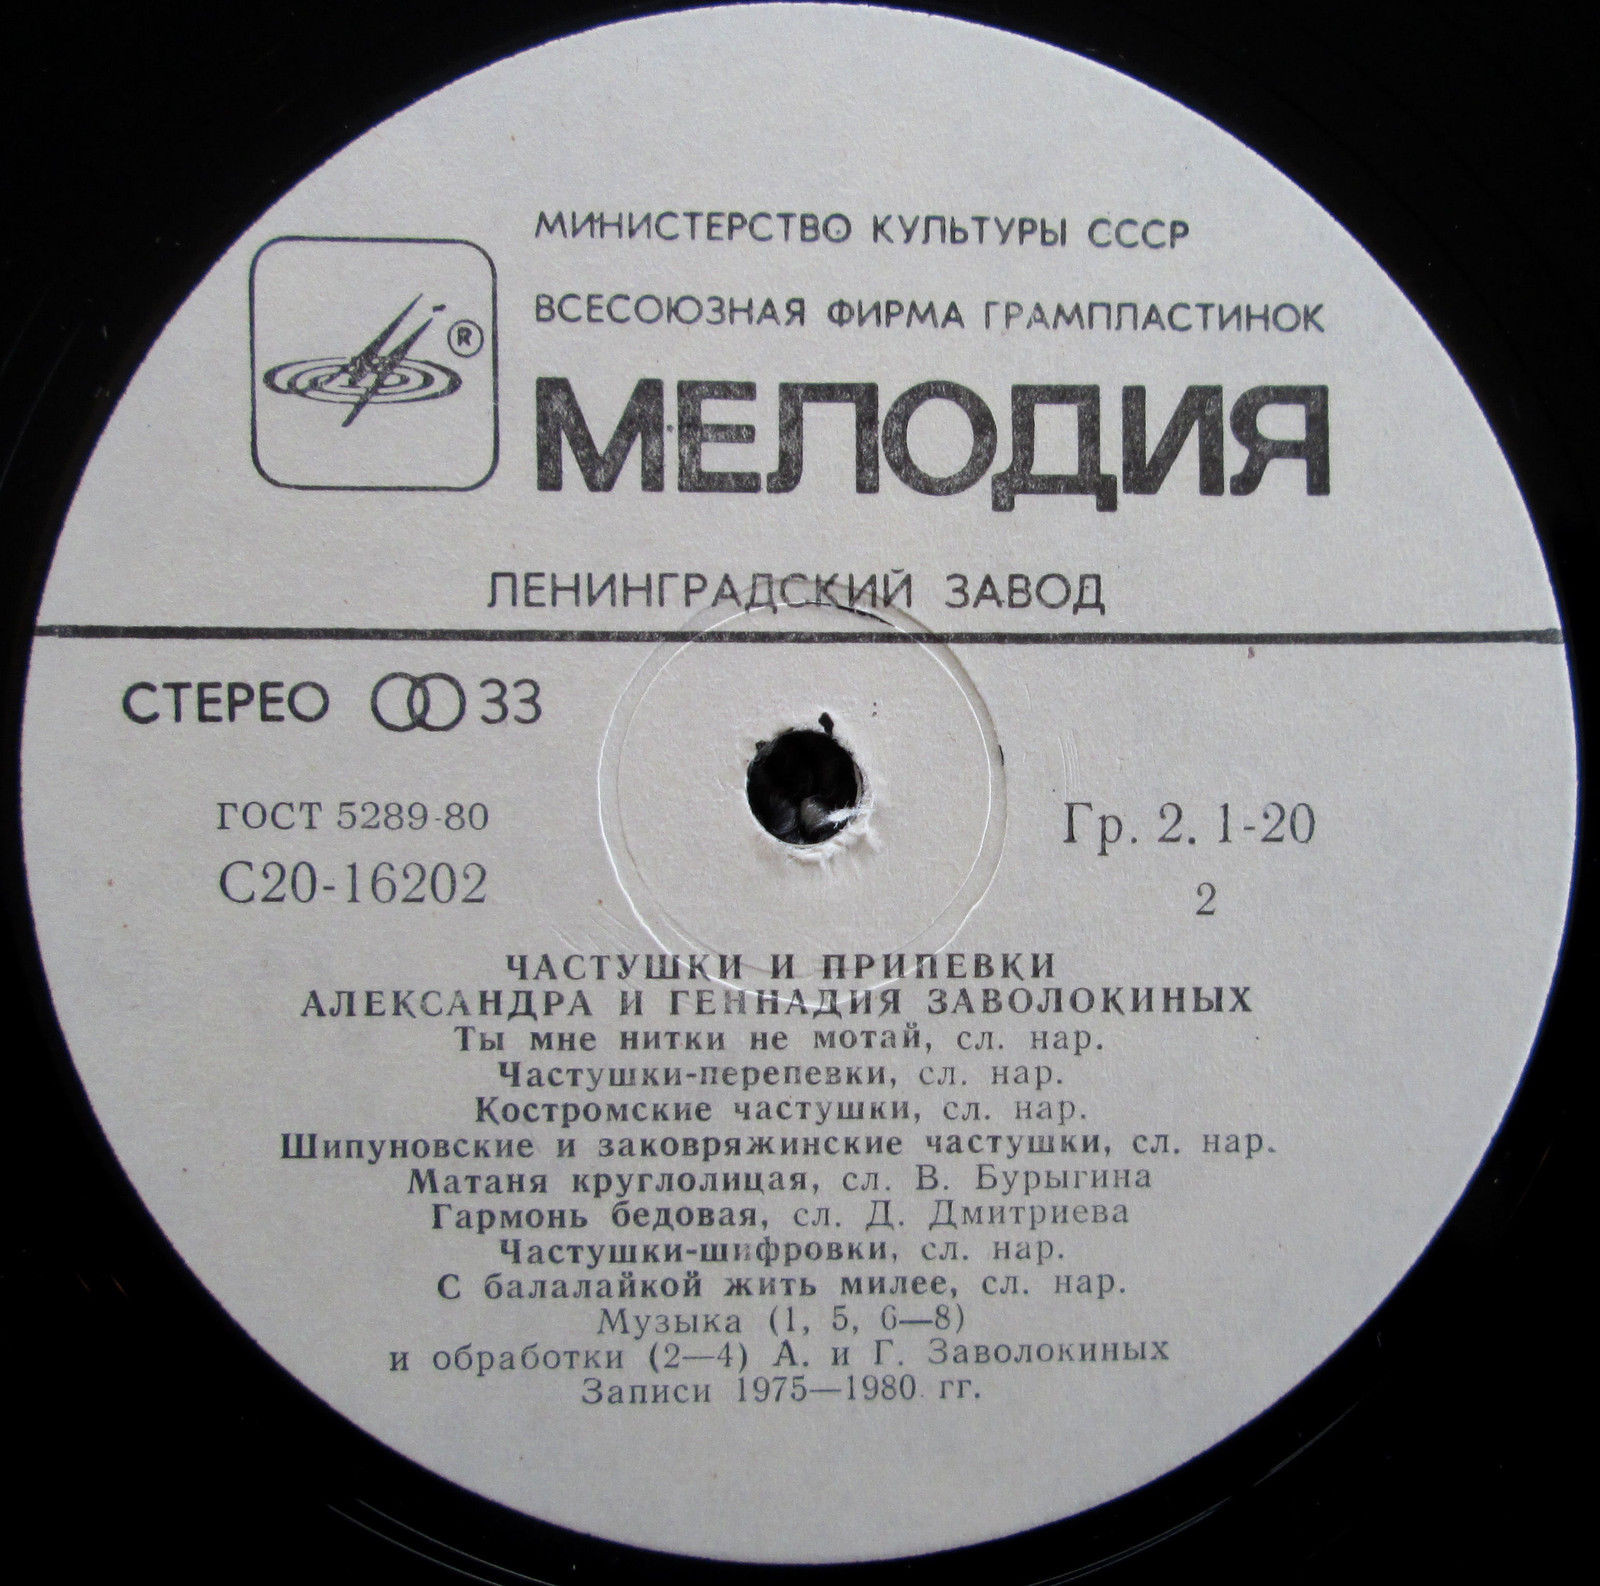 МИНИСТЕРСТВО КУЛЬТУРЫ СССР
ВСЕСОЮЗНАЯ ФИРМА ГРАМПЛАСТИНОК
®
МЕЛОДИЯ
ЛЕНИНГРАДСКИЙ ЗАВОД
СТЕРЕО 33
ГОСТ 5289-80
Гр. 2. 1-20
С20-16202
2
ЧАСТУШКИ И ПРИПЕВКИ
АЛЕКСАНДРА И ГЕННАДИЯ ЗАВОЛОКИНЫХ
Ты мне нитки не мотай, сл. нар.
Частушки-перепевки, сл. нар.
Костромские частушки, сл. нар.
Шипуновские и заковряжинские частушки, сл. нар.
Матаня круглолицая, сл. В. Бурыгина
Гармонь бедовая, сл. Д. Дмитриева
Частушки-шифровки, сл. нар.
С балалайкой жить милее, сл. нар.
Музыка (1, 5, 6—8)
и обработки (2—4) А. и Г. Заволокиных
Записи 1975—1980 гг.